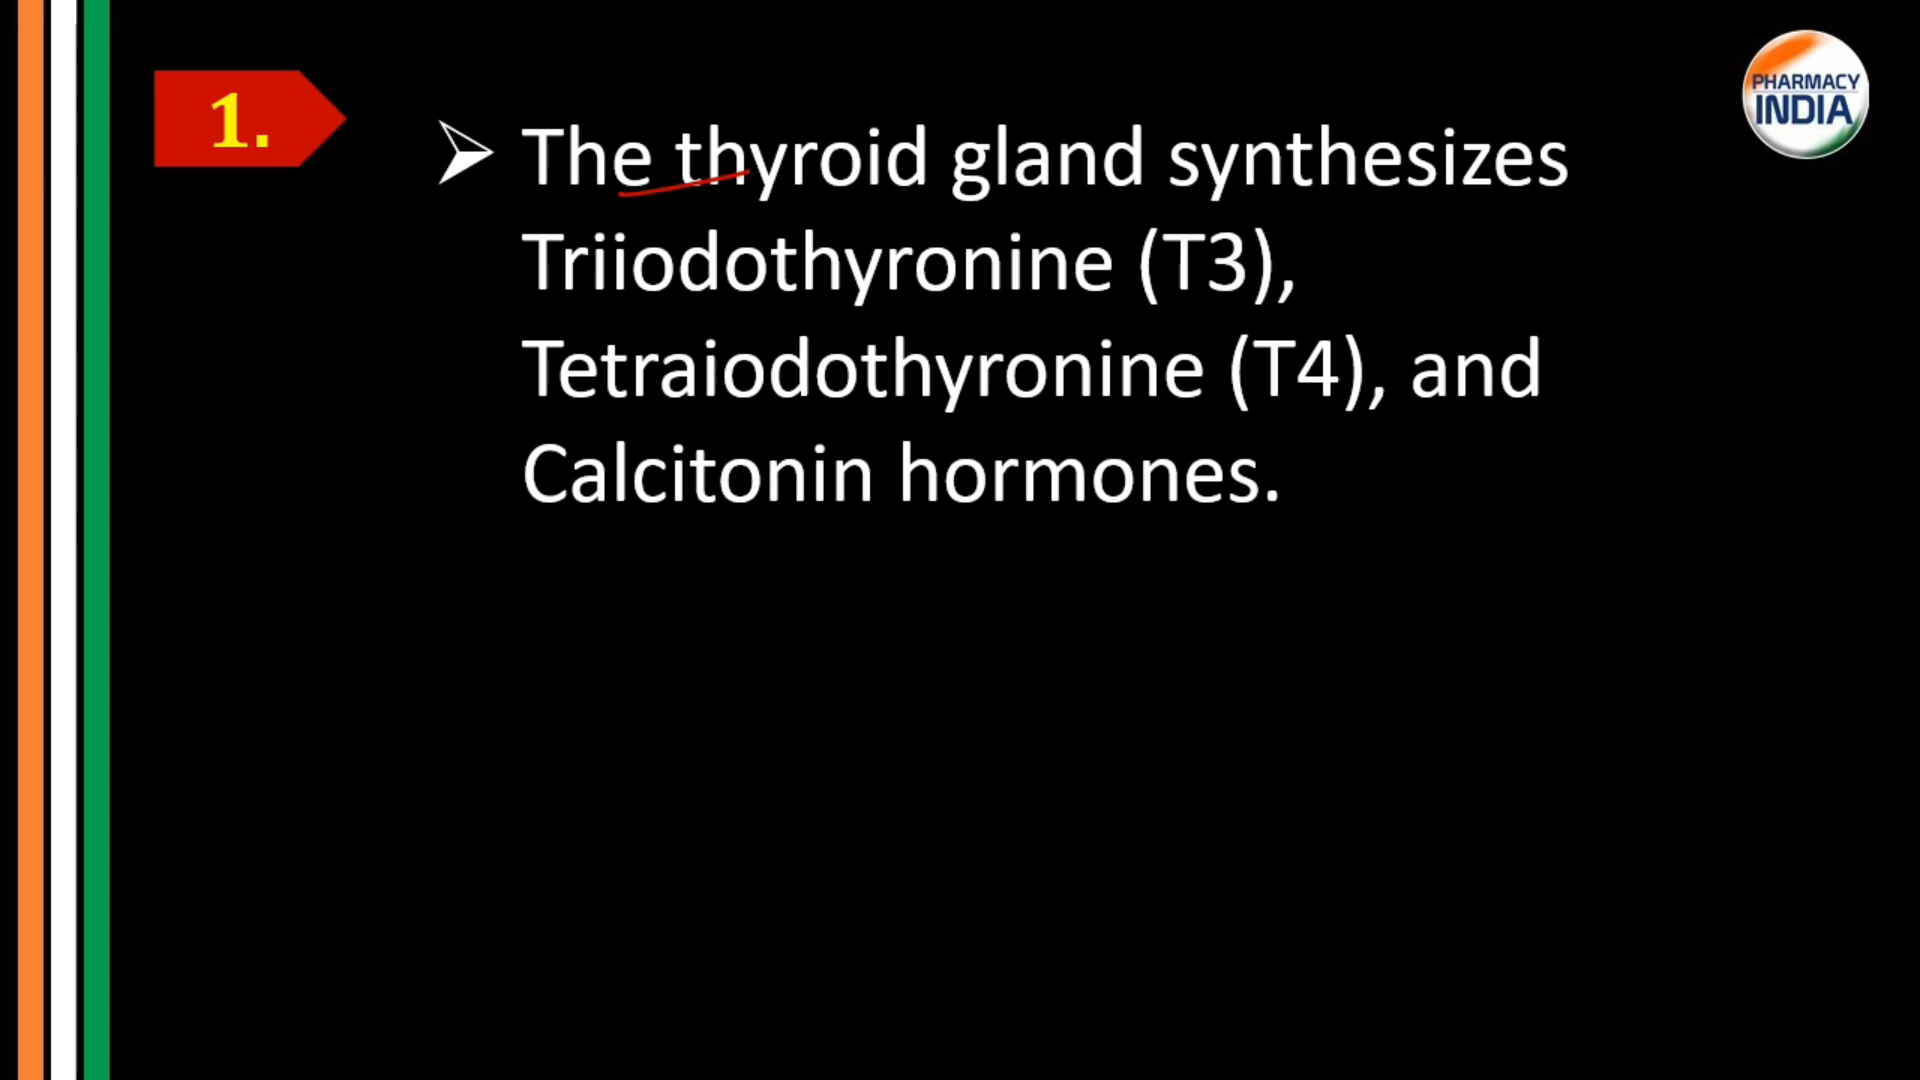 1.
➢ The thyroid gland synthesizes
Triiodothyronine (T3),
Tetraiodothyronine (T4), and
Calcitonin hormones.
PHARMACY
INDIA